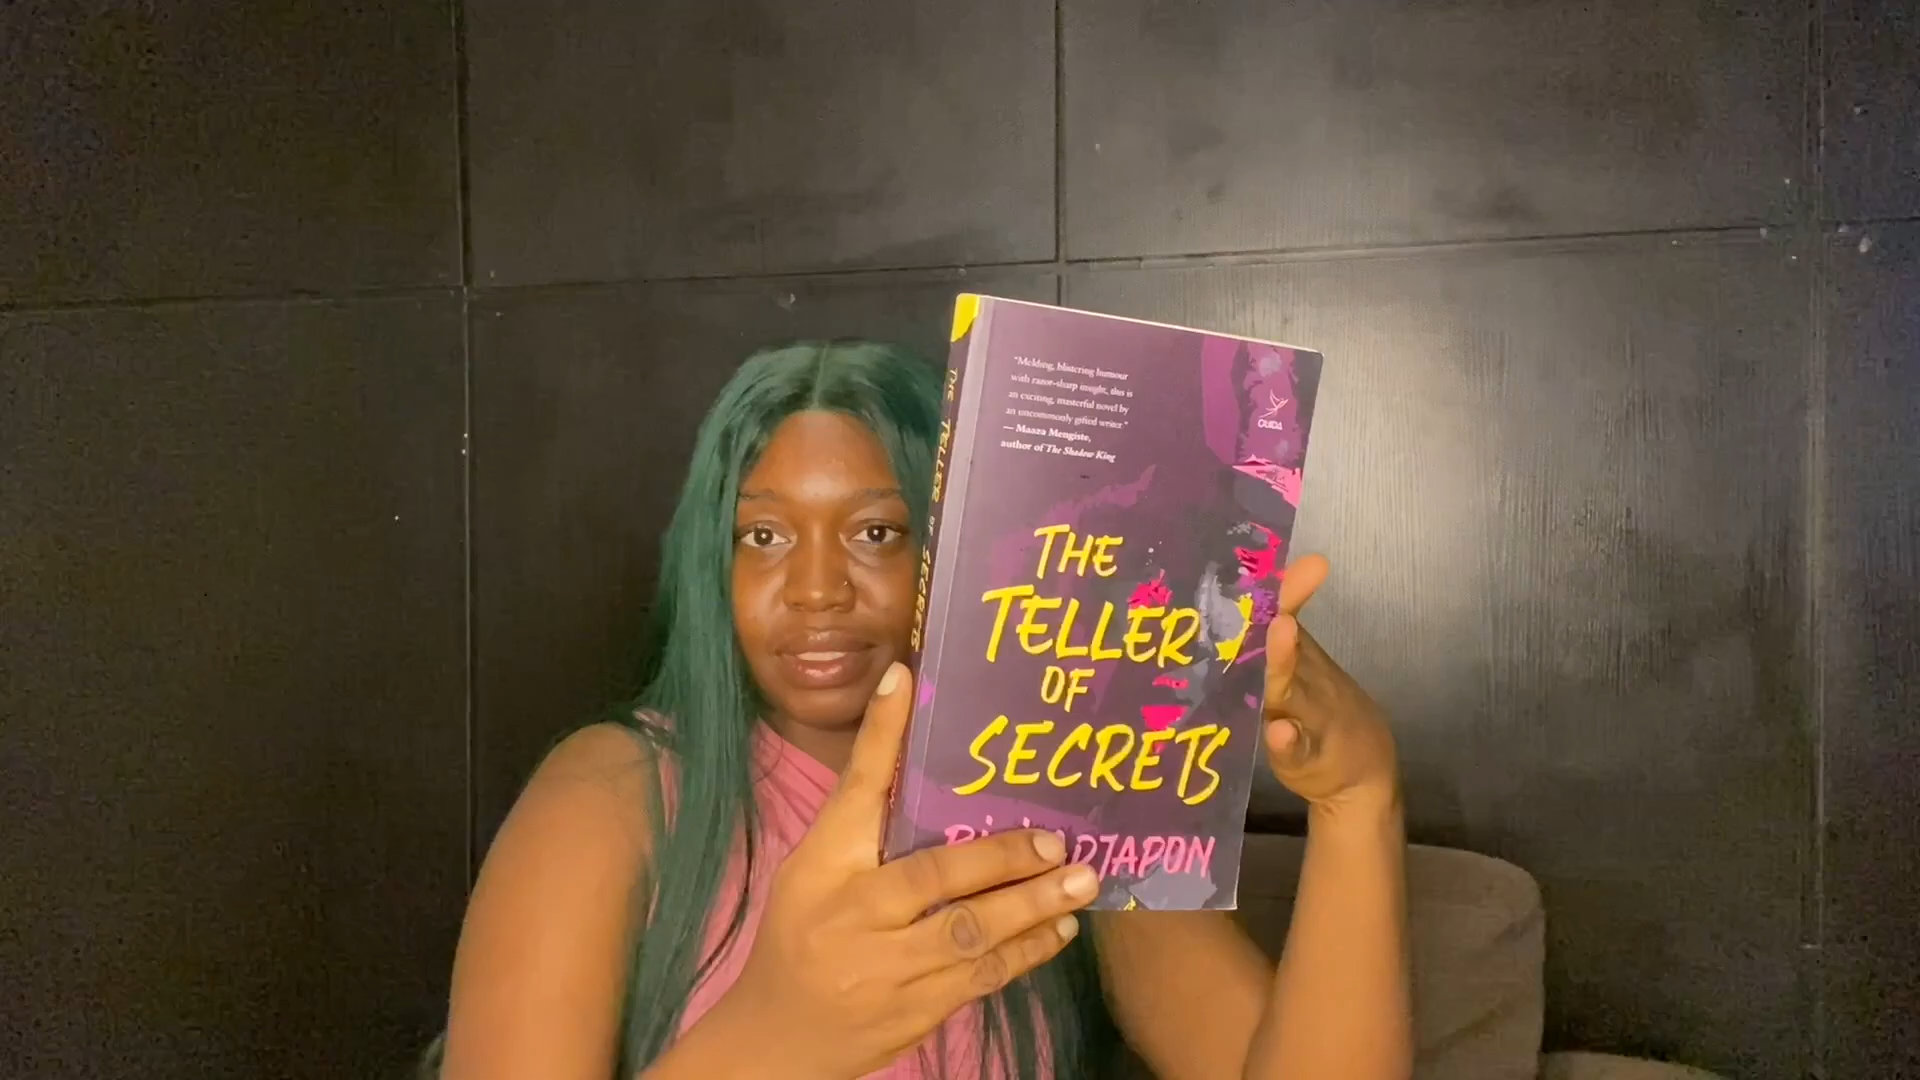 "Melding, blistering humour
with razor-sharp insight, this is
an exciting, masterful novel by
an uncommonly gifted writer."
— Maaza Mengiste,
author of The Shadow King
OUIDA
THE
TELLER
OF
SECRETS
ADJAPON
THE TELLER OF SECRETS